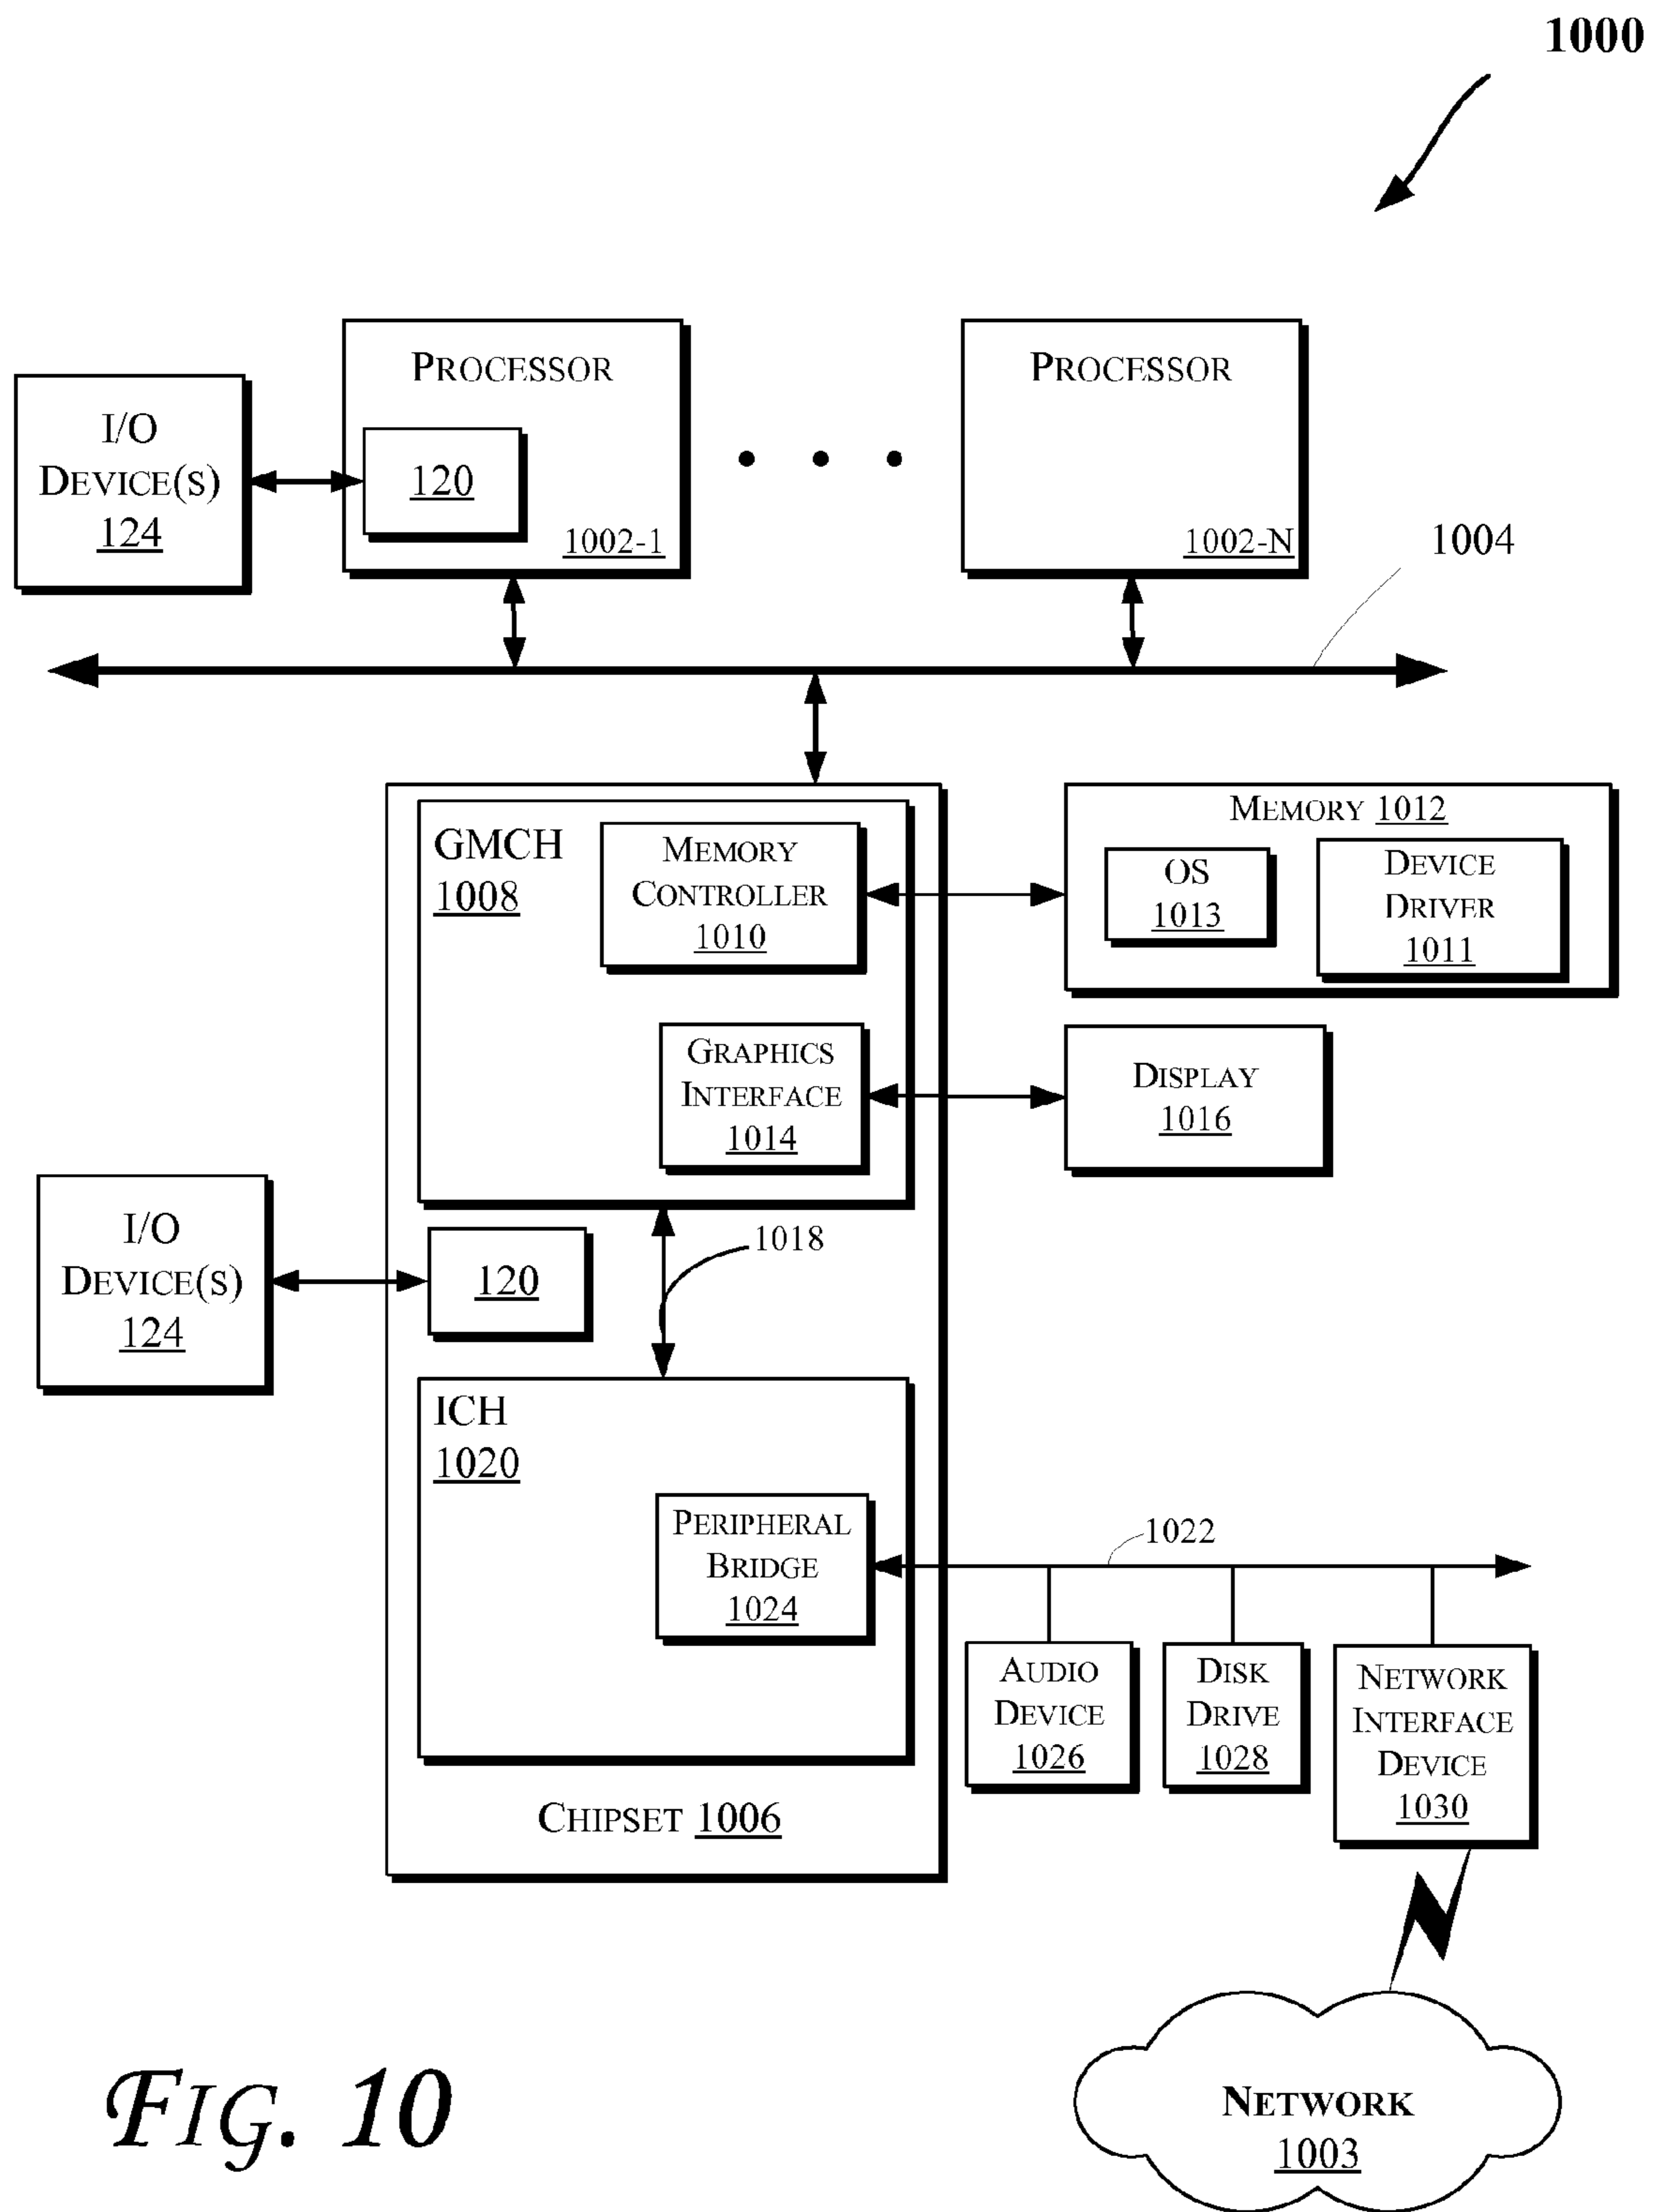 1000
PROCESSOR
120
1002-1
PROCESSOR
1002-N
I/O
DEVICE(S)
124
1004
GMCH
1008
MEMORY
CONTROLLER
1010
MEMORY 1012
OS
1013
DEVICE
DRIVER
1011
GRAPHICS
INTERFACE
1014
DISPLAY
1016
I/O
DEVICE(S)
124
120
1018
ICH
1020
PERIPHERAL
BRIDGE
1024
1022
AUDIO
DEVICE
1026
DISK
DRIVE
1028
NETWORK
INTERFACE
DEVICE
1030
CHIPSET 1006
NETWORK
1003
FIG. 10